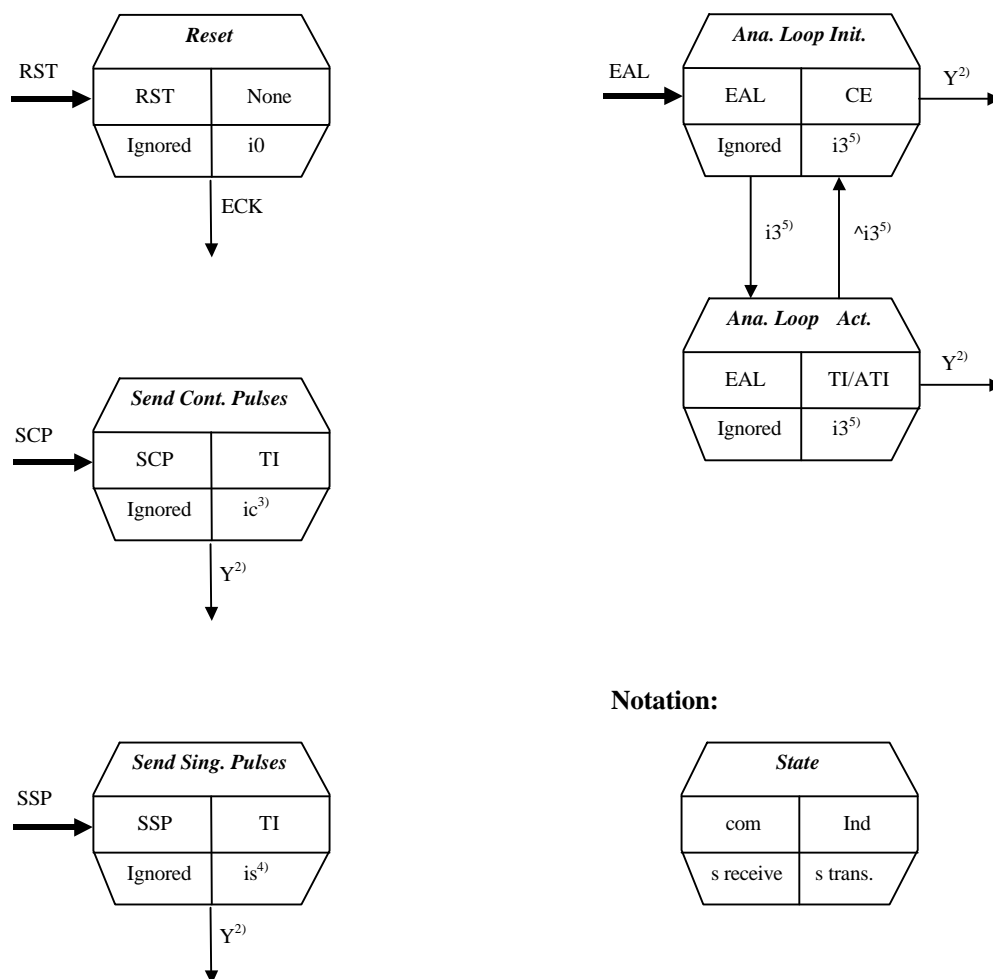 Reset
RST
RST None
Ignored i0
ECK
Ana. Loop Init.
EAL
EAL CE
Y2)
Ignored i35)
i35)
^i35)
Ana. Loop Act.
EAL TI/ATI
Y2)
Ignored i35)
Send Cont. Pulses
SCP
SCP TI
Ignored ic3)
Y2)
Send Sing. Pulses
SSP
SSP TI
Ignored is4)
Y2)
Notation:
State
com Ind
s receive s trans.